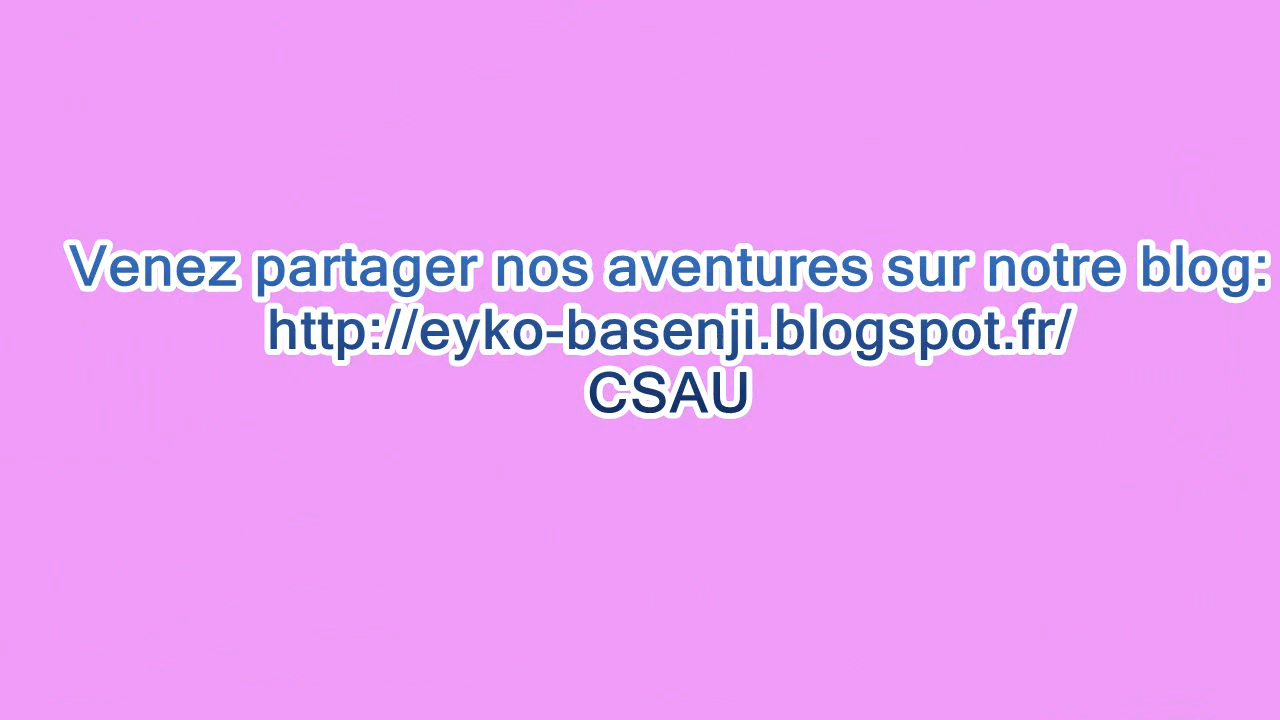 Venez partager nos aventures sur notre blog:
http://eyko-basenji.blogspot.fr/
CSAU